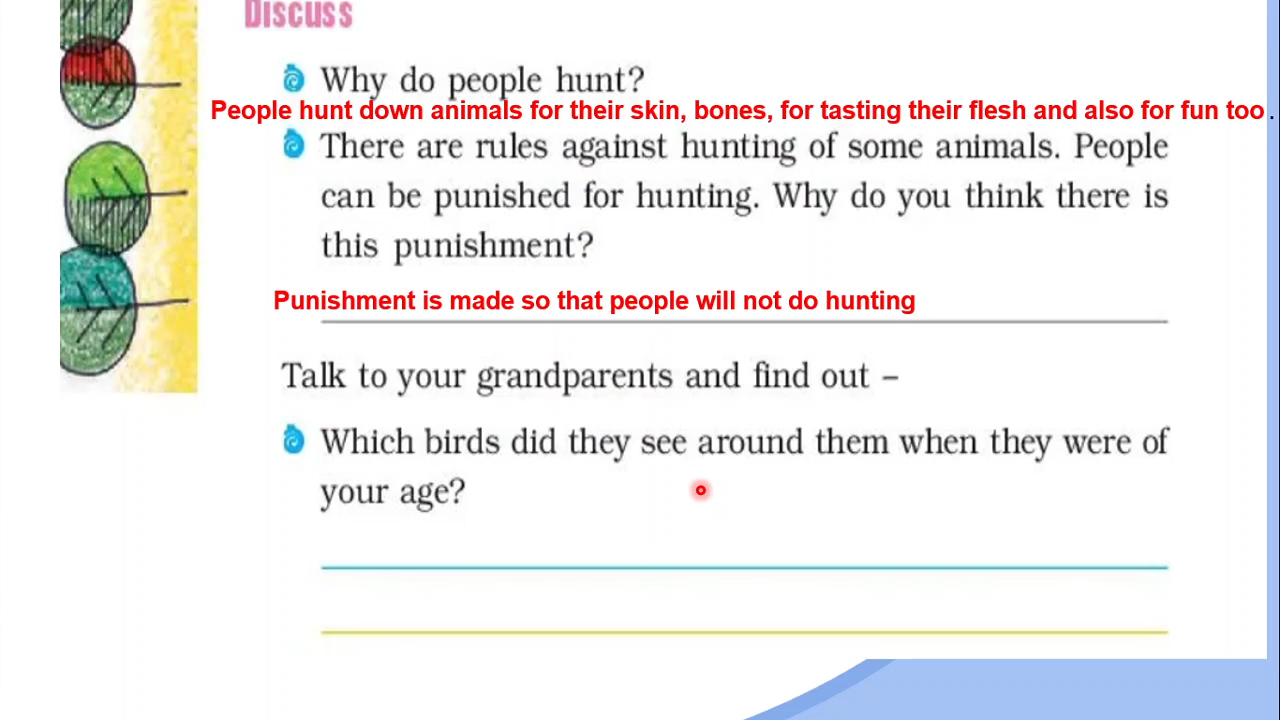 Discuss
Why do people hunt?
People hunt down animals for their skin, bones, for tasting their flesh and also for fun too.
There are rules against hunting of some animals. People
can be punished for hunting. Why do you think there is
this punishment?
Punishment is made so that people will not do hunting
Talk to your grandparents and find out –
Which birds did they see around them when they were of
your age?